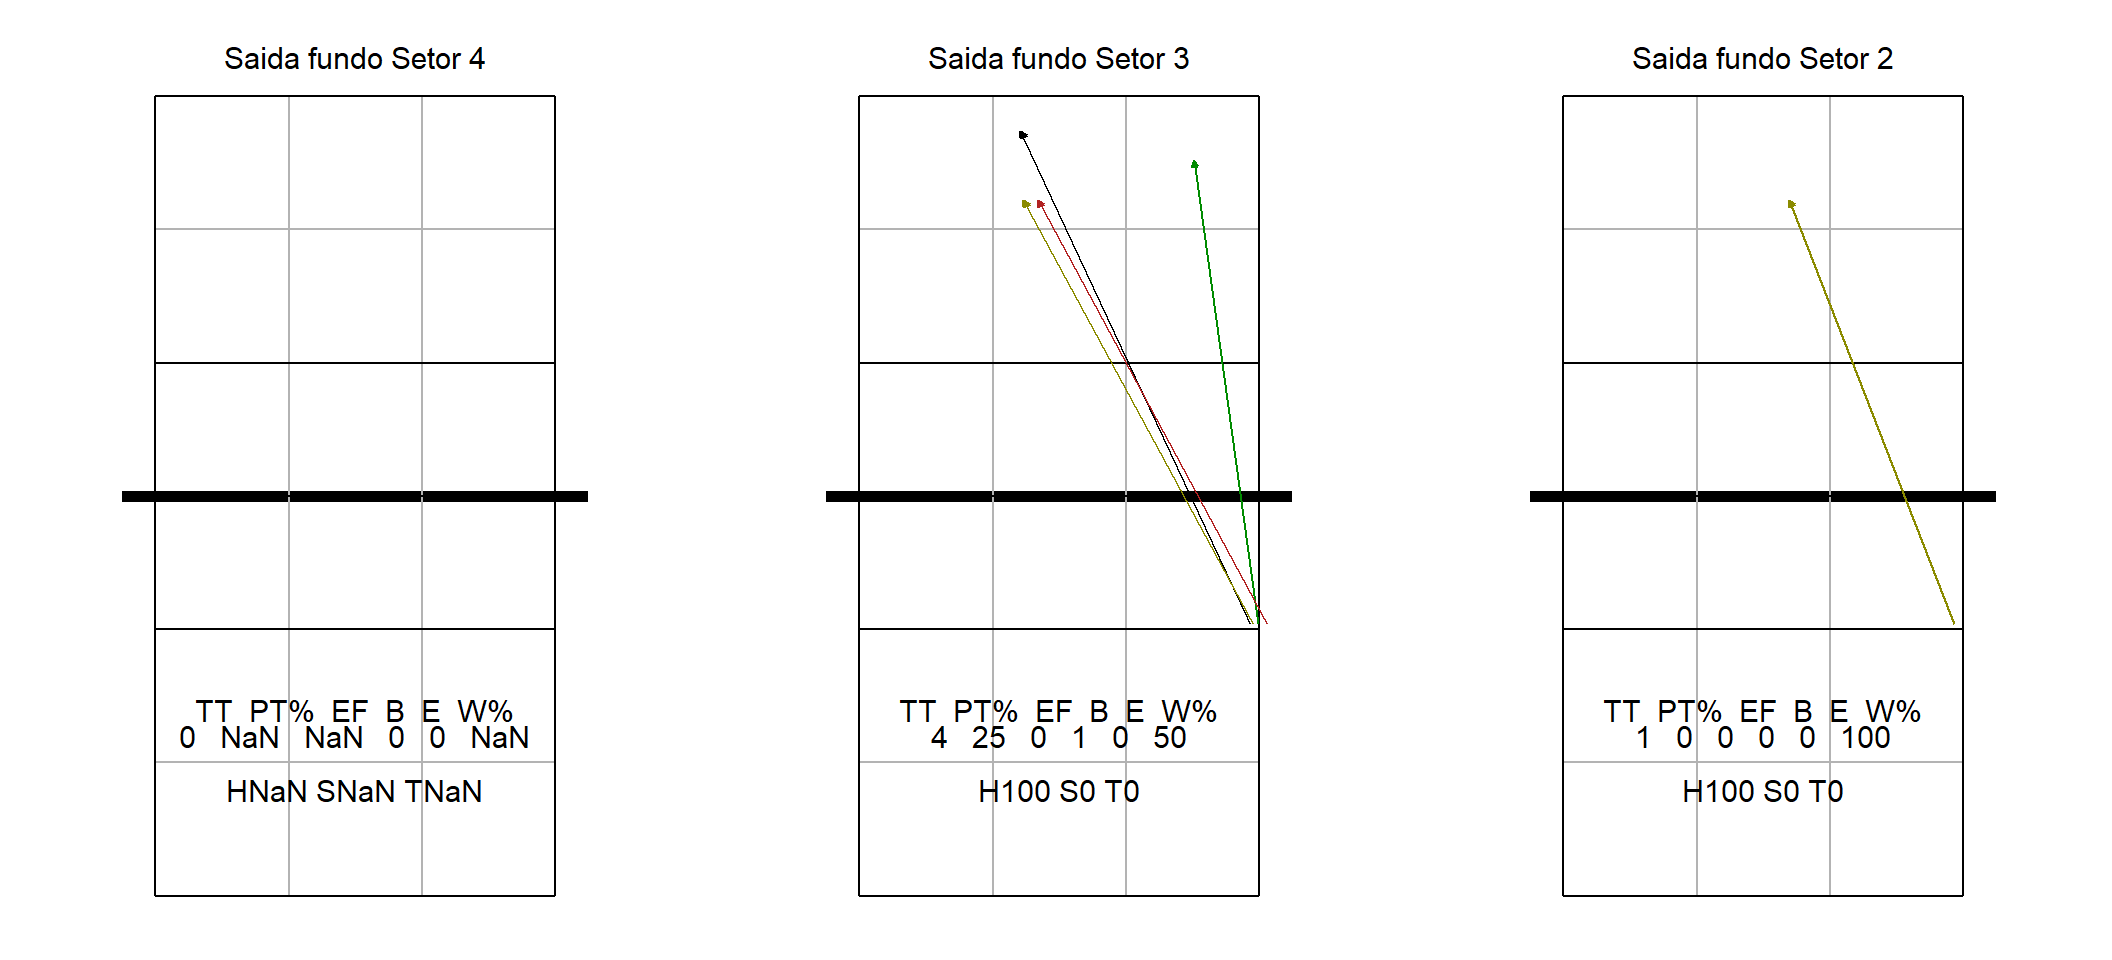 Saida fundo Setor 4
TT PT% EF B E W%
0 NaN NaN 0 0 NaN
HNaN SNaN TNaN
Saida fundo Setor 3
TT PT% EF B E W%
4 25 0 1 0 50
H100 S0 T0
Saida fundo Setor 2
TT PT% EF B E W%
1 0 0 0 0 100
H100 S0 T0